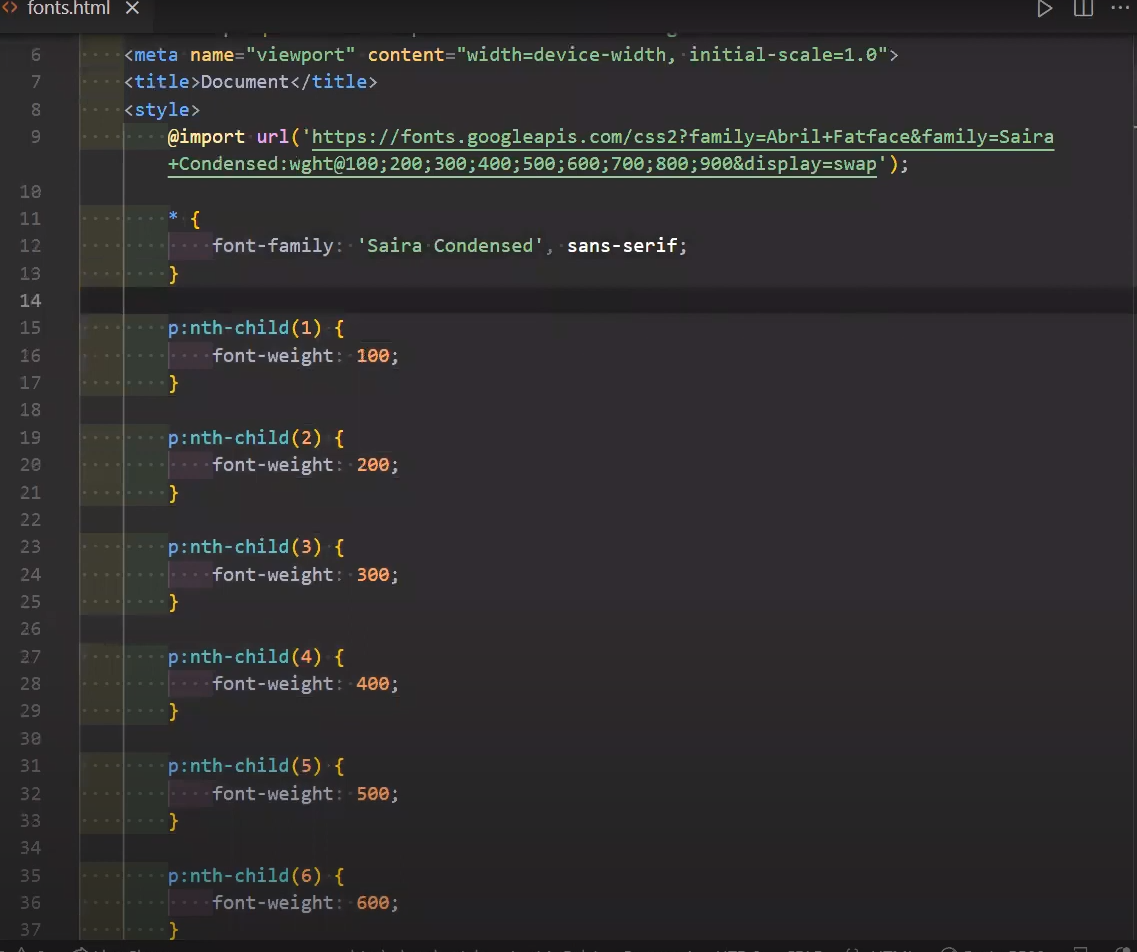 fonts.html
6 <meta name="viewport" content="width=device-width, initial-scale=1.0">
7 <title>Document</title>
8 <style>
9 @import url('https://fonts.googleapis.com/css2?family=Abril+Fatface&family=Saira
+Condensed:wght@100;200;300;400;500;600;700;800;900&display=swap');
10
11 * {
12 font-family: 'Saira Condensed', sans-serif;
13 }
14
15 p:nth-child(1) {
16 font-weight: 100;
17 }
18
19 p:nth-child(2) {
20 font-weight: 200;
21 }
22
23 p:nth-child(3) {
24 font-weight: 300;
25 }
26
27 p:nth-child(4) {
28 font-weight: 400;
29 }
30
31 p:nth-child(5) {
32 font-weight: 500;
33 }
34
35 p:nth-child(6) {
36 font-weight: 600;
37 }